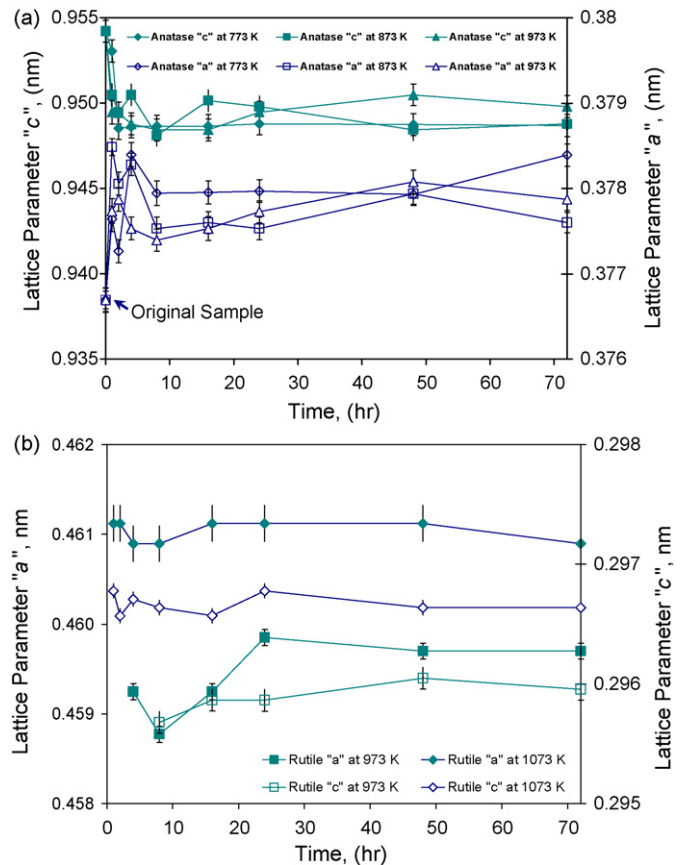 (a)
0.955
0.950
0.945
0.940
0.935
Lattice Parameter "c", (nm)
Anatase "c" at 773 K
Anatase "c" at 873 K
Anatase "c" at 973 K
Anatase "a" at 773 K
Anatase "a" at 873 K
Anatase "a" at 973 K
Original Sample
0.38
0.379
0.378
0.377
0.376
Lattice Parameter "a", (nm)
0 10 20 30 40 50 60 70
Time, (hr)
(b)
0.462
0.461
0.460
0.459
0.458
Lattice Parameter "a", nm
0.298
0.297
0.296
0.295
Lattice Parameter "c", nm
Rutile "a" at 973 K
Rutile "a" at 1073 K
Rutile "c" at 973 K
Rutile "c" at 1073 K
0 10 20 30 40 50 60 70
Time, (hr)